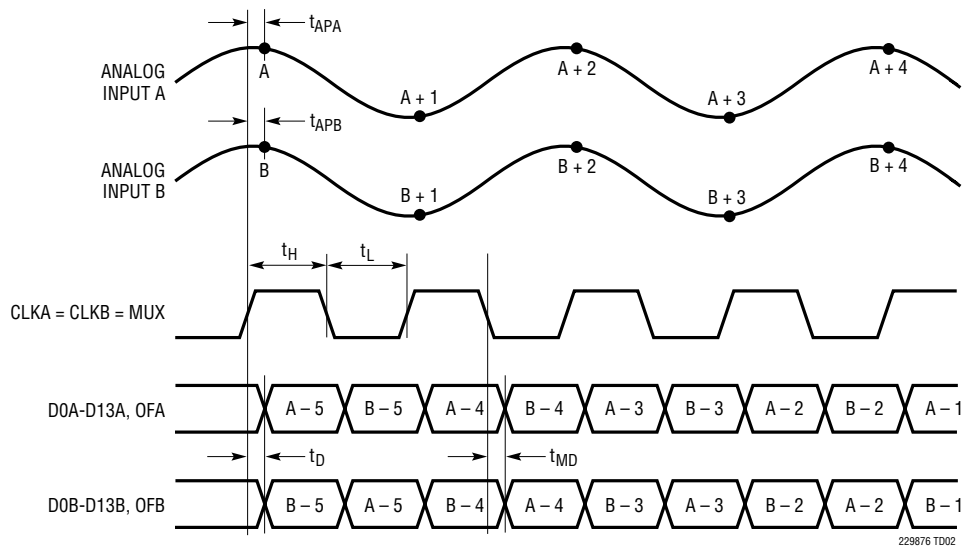 tAPA
ANALOG
INPUT A
A
A + 1
A + 2
A + 3
A + 4
tAPB
ANALOG
INPUT B
B
B + 1
B + 2
B + 3
B + 4
tH
tL
CLKA = CLKB = MUX
D0A-D13A, OFA
A – 5
B – 5
A – 4
B – 4
A – 3
B – 3
A – 2
B – 2
A – 1
tD
tMD
D0B-D13B, OFB
B – 5
A – 5
B – 4
A – 4
B – 3
A – 3
B – 2
A – 2
B – 1
229876 TD02